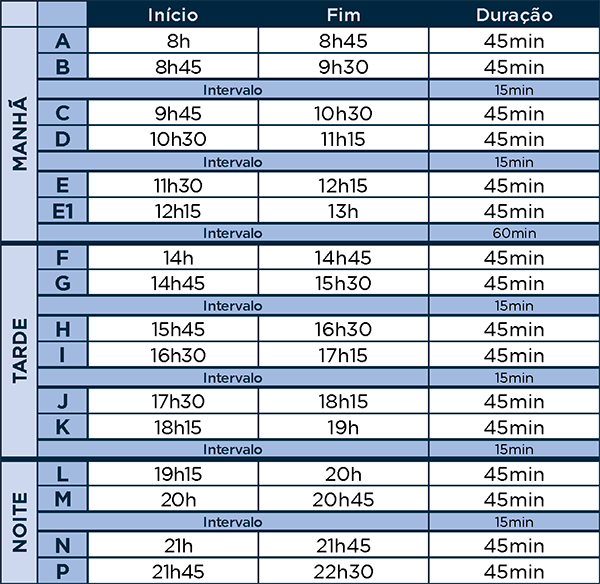 Início Fim Duração
MANHÃ
A 8h 8h45 45min
B 8h45 9h30 45min
Intervalo 15min
C 9h45 10h30 45min
D 10h30 11h15 45min
Intervalo 15min
E 11h30 12h15 45min
E1 12h15 13h 45min
Intervalo 60min
TARDE
F 14h 14h45 45min
G 14h45 15h30 45min
Intervalo 15min
H 15h45 16h30 45min
I 16h30 17h15 45min
Intervalo 15min
J 17h30 18h15 45min
K 18h15 19h 45min
Intervalo 15min
NOITE
L 19h15 20h 45min
M 20h 20h45 45min
Intervalo 15min
N 21h 21h45 45min
P 21h45 22h30 45min